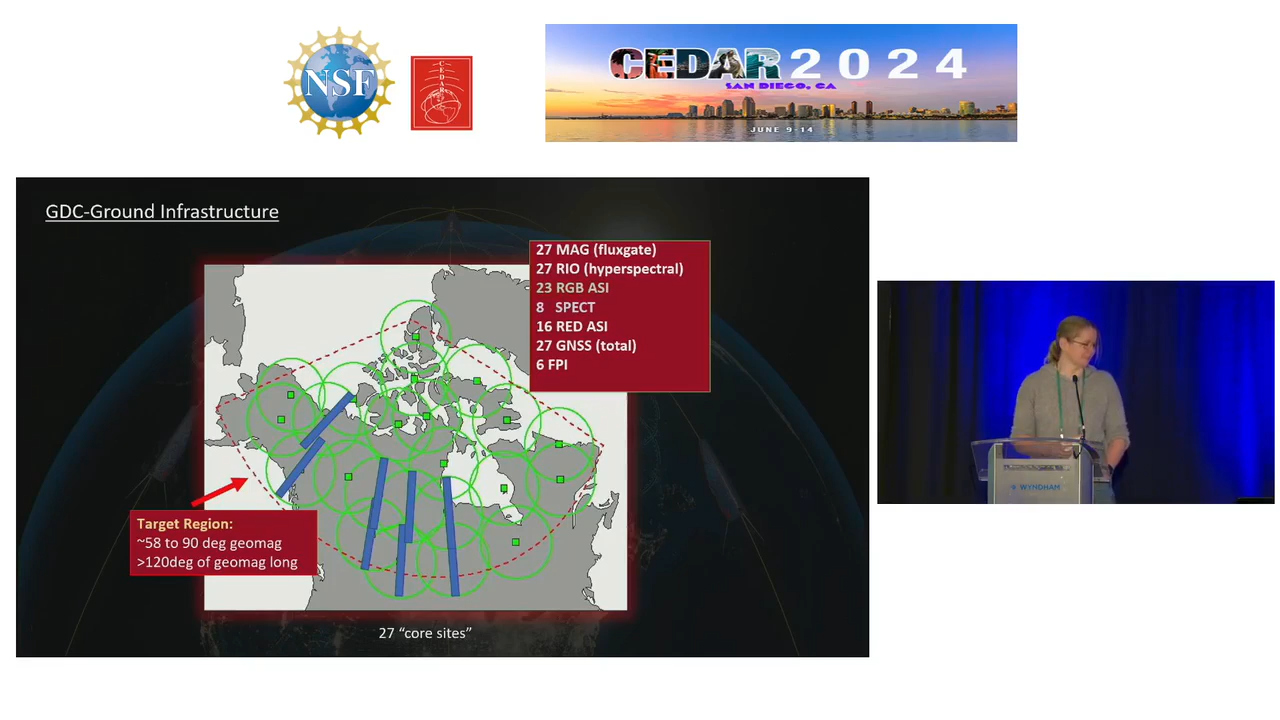 NSF
CEDAR
CEDAR 2024
SAN DIEGO, CA
JUNE 9-14
GDC-Ground Infrastructure
27 MAG (fluxgate)
27 RIO (hyperspectral)
23 RGB ASI
8 SPECT
16 RED ASI
27 GNSS (total)
6 FPI
Target Region:
~58 to 90 deg geomag
>120deg of geomag long
27 “core sites”
WYNDHAM